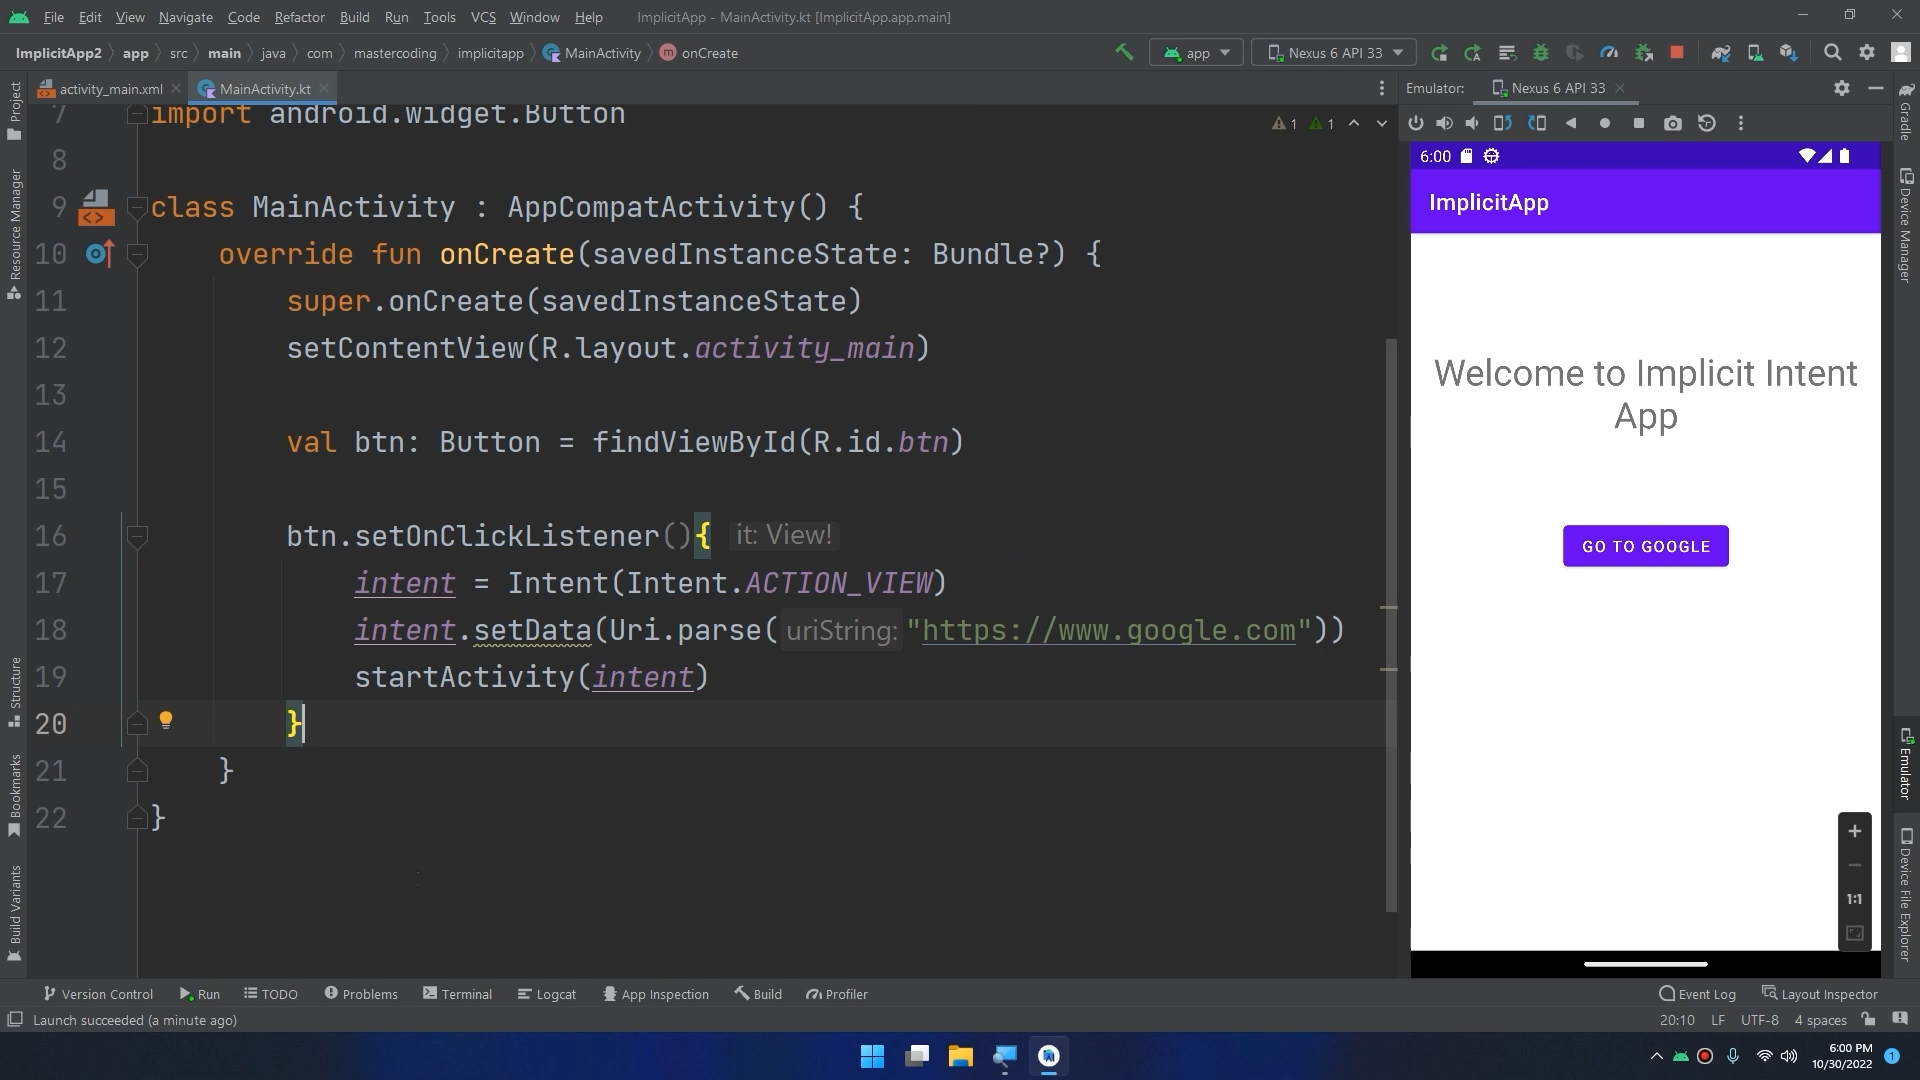 File Edit View Navigate Code Refactor Build Run Tools VCS Window Help ImplicitApp - MainActivity.kt [ImplicitApp.app.main]
ImplicitApp2 app src main java com mastercoding implicitapp MainActivity onCreate app Nexus 6 API 33
activity_main.xml MainActivity.kt Emulator: Nexus 6 API 33
Project
Resource Manager
Structure
Bookmarks
Build Variants
7 import android.widget.Button
1 1
8
9 class MainActivity : AppCompatActivity() {
10 override fun onCreate(savedInstanceState: Bundle?) {
11 super.onCreate(savedInstanceState)
12 setContentView(R.layout.activity_main)
13
14 val btn: Button = findViewById(R.id.btn)
15
16 btn.setOnClickListener(){ it: View!
17 intent = Intent(Intent.ACTION_VIEW)
18 intent.setData(Uri.parse( uriString: "https://www.google.com"))
19 startActivity(intent)
20 }
21 }
22 }
6:00
ImplicitApp
Welcome to Implicit Intent
App
GO TO GOOGLE
1:1
Gradle
Device Manager
Emulator
Device File Explorer
Version Control Run TODO Problems Terminal Logcat App Inspection Build Profiler Event Log Layout Inspector
Launch succeeded (a minute ago) 20:10 LF UTF-8 4 spaces
6:00 PM
10/30/2022
1